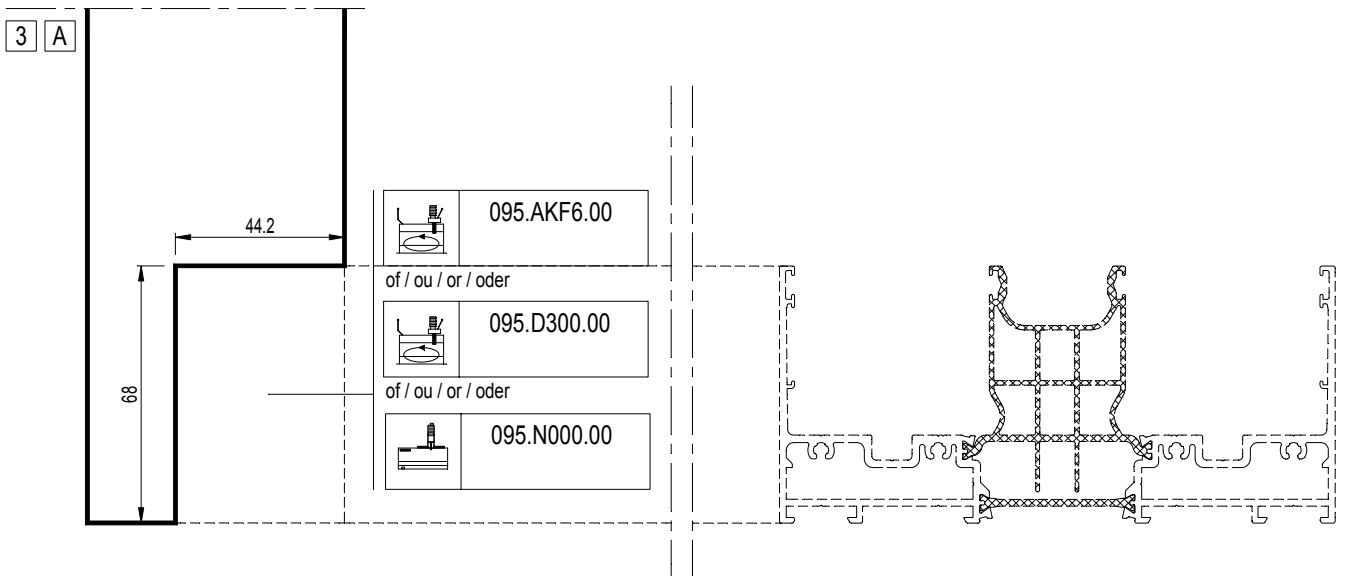 3 A
44.2
095.AKF6.00
of / ou / or / oder
095.D300.00
68
of / ou / or / oder
095.N000.00